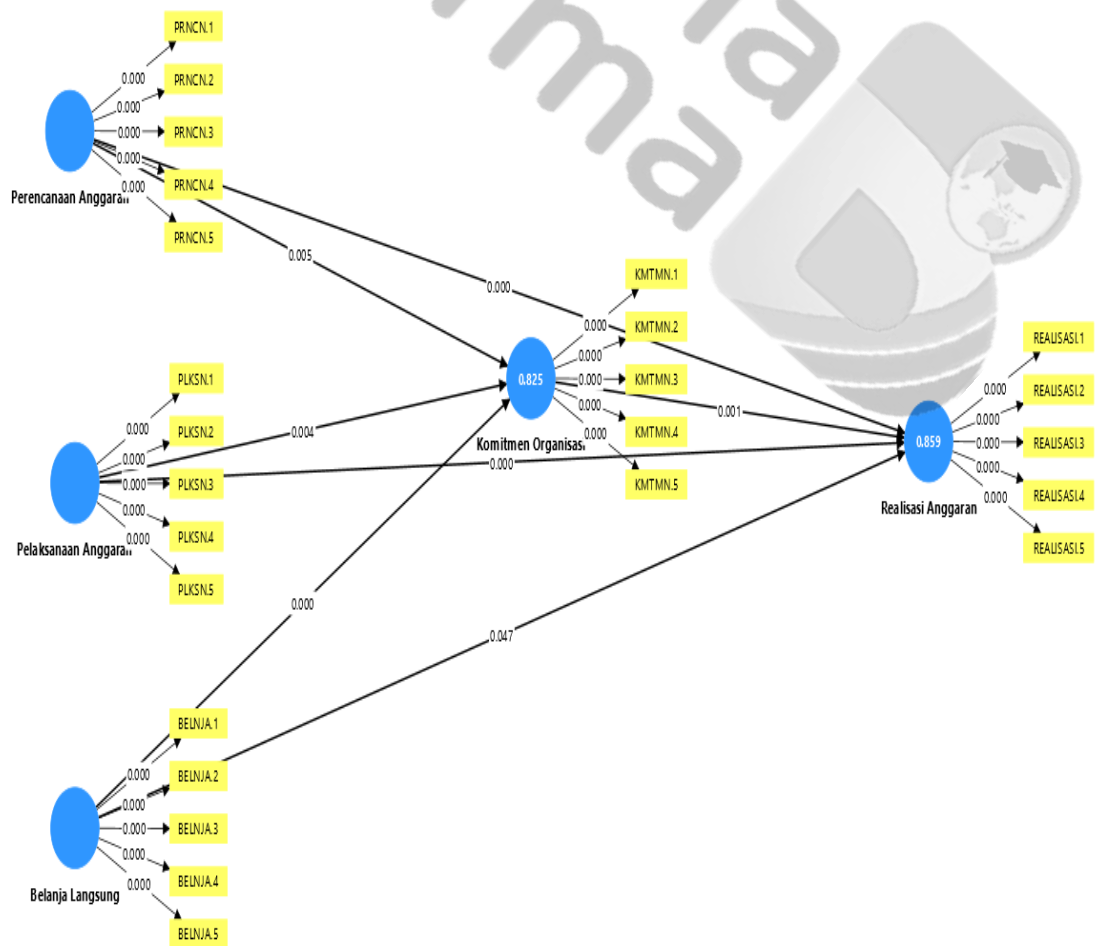 PRNCN.1
0.000
PRNCN.2
0.000
PRNCN.3
0.000
PRNCN.4
0.000
PRNCN.5
0.000
Perencanaan Anggaran
0.005
0.000
KMTMN.1
0.000
KMTMN.2
0.000
KMTMN.3
0.000
KMTMN.4
0.000
KMTMN.5
0.000
0.825
Komitmen Organisasi
0.001
REALISASI.1
0.000
REALISASI.2
0.000
REALISASI.3
0.000
REALISASI.4
0.000
REALISASI.5
0.000
0.859
Realisasi Anggaran
PLKSN.1
0.000
PLKSN.2
0.000
PLKSN.3
0.000
PLKSN.4
0.000
PLKSN.5
0.000
Pelaksanaan Anggaran
0.004
0.000
0.000
0.047
BELNJA.1
0.000
BELNJA.2
0.000
BELNJA.3
0.000
BELNJA.4
0.000
BELNJA.5
0.000
Belanja Langsung